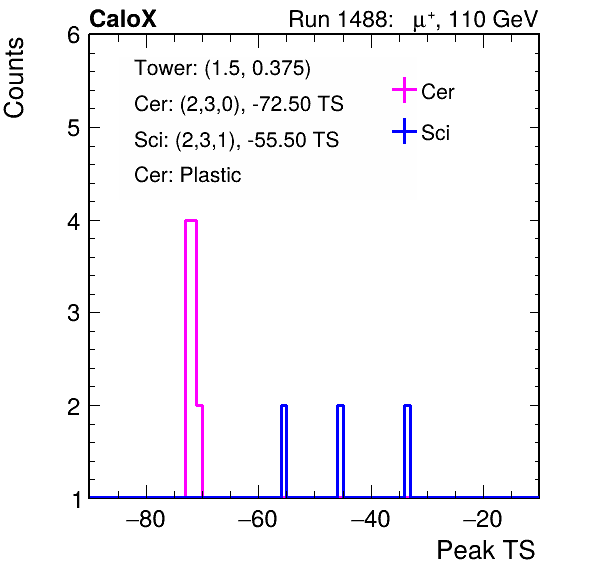 CaloX Run 1488: μ⁺, 110 GeV
Counts
6
Tower: (1.5, 0.375)
Cer: (2,3,0), -72.50 TS
Sci: (2,3,1), -55.50 TS
Cer: Plastic
Cer
Sci
5
4
3
2
1
−80 −60 −40 −20
Peak TS